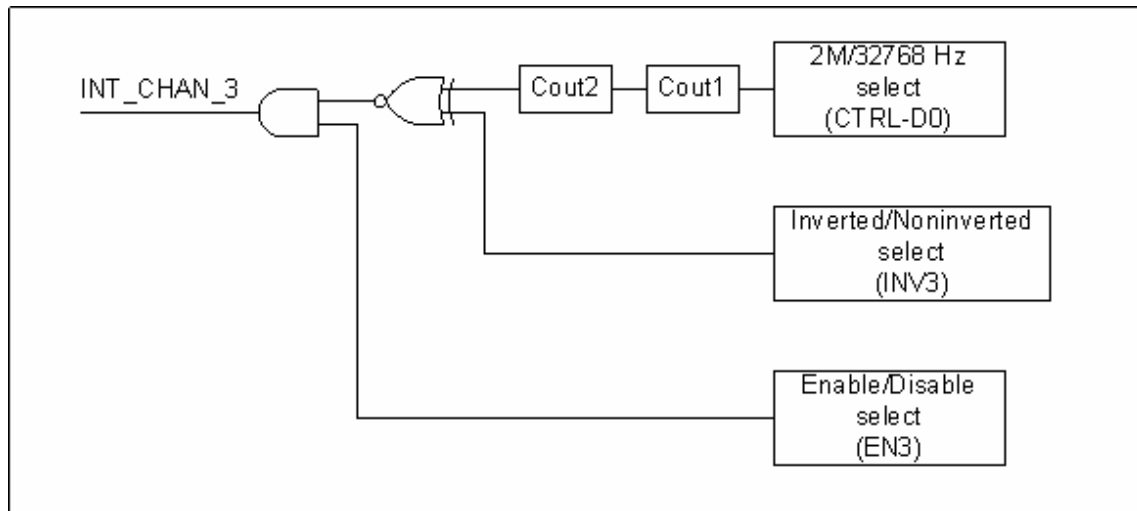 INT_CHAN_3
Cout2
Cout1
2M/32768 Hz
select
(CTRL-D0)
Inverted/Noninverted
select
(INV3)
Enable/Disable
select
(EN3)